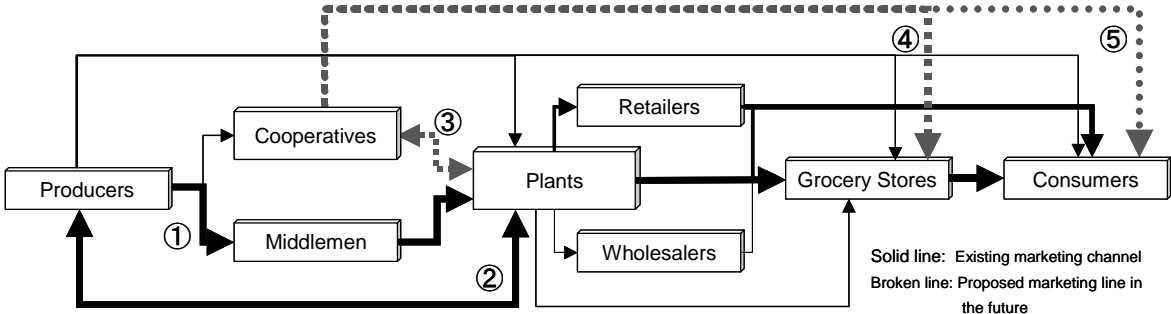 ④
⑤
Retailers
Cooperatives
③
Producers
Plants
Grocery Stores
Consumers
①
Middlemen
Wholesalers
②
Solid line: Existing marketing channel
Broken line: Proposed marketing line in
the future